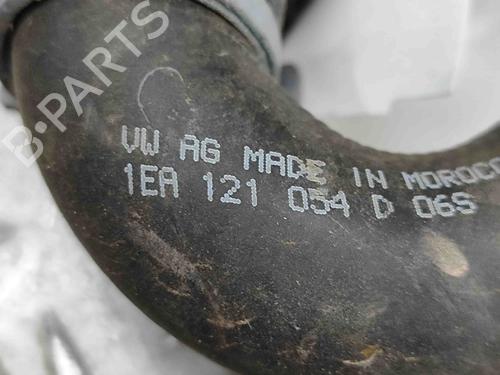 B-PARTS
VW AG MADE IN MOROCC
1EA 121 054 D 06S